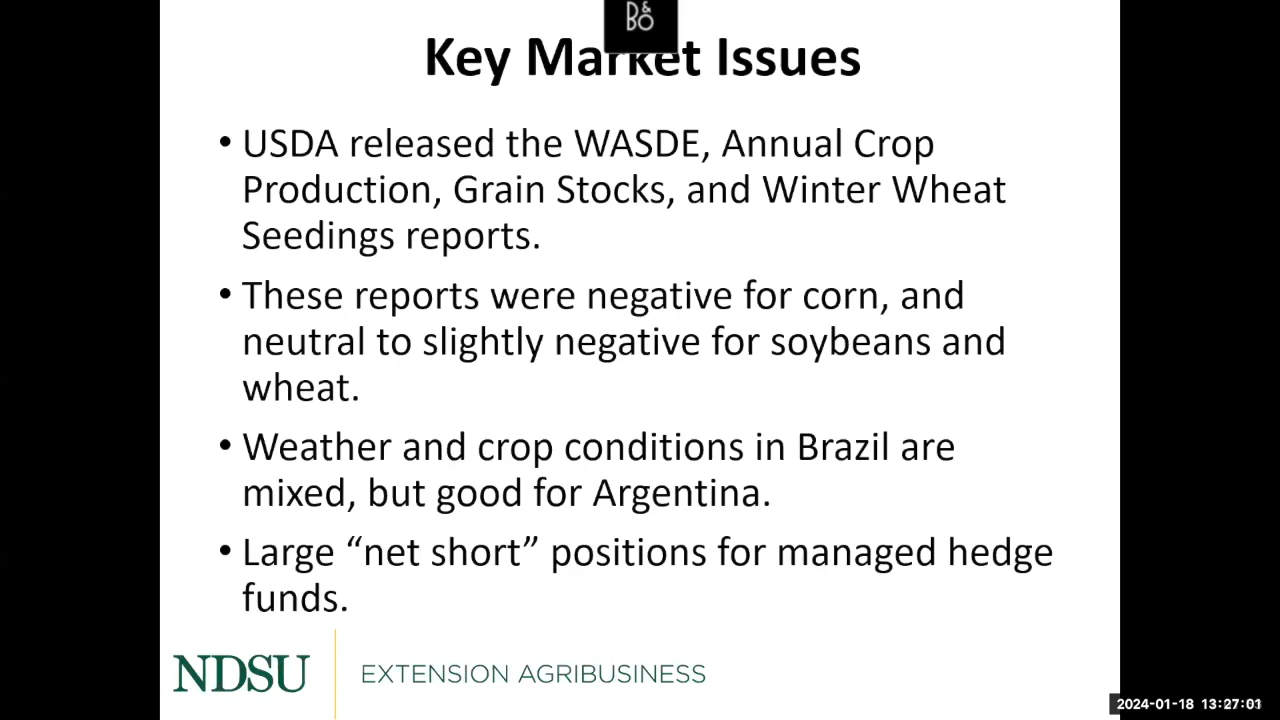 D&
BO
Key Market Issues
• USDA released the WASDE, Annual Crop
Production, Grain Stocks, and Winter Wheat
Seedings reports.
• These reports were negative for corn, and
neutral to slightly negative for soybeans and
wheat.
• Weather and crop conditions in Brazil are
mixed, but good for Argentina.
• Large “net short” positions for managed hedge
funds.
NDSU EXTENSION AGRIBUSINESS
2024-01-18 13:27:01